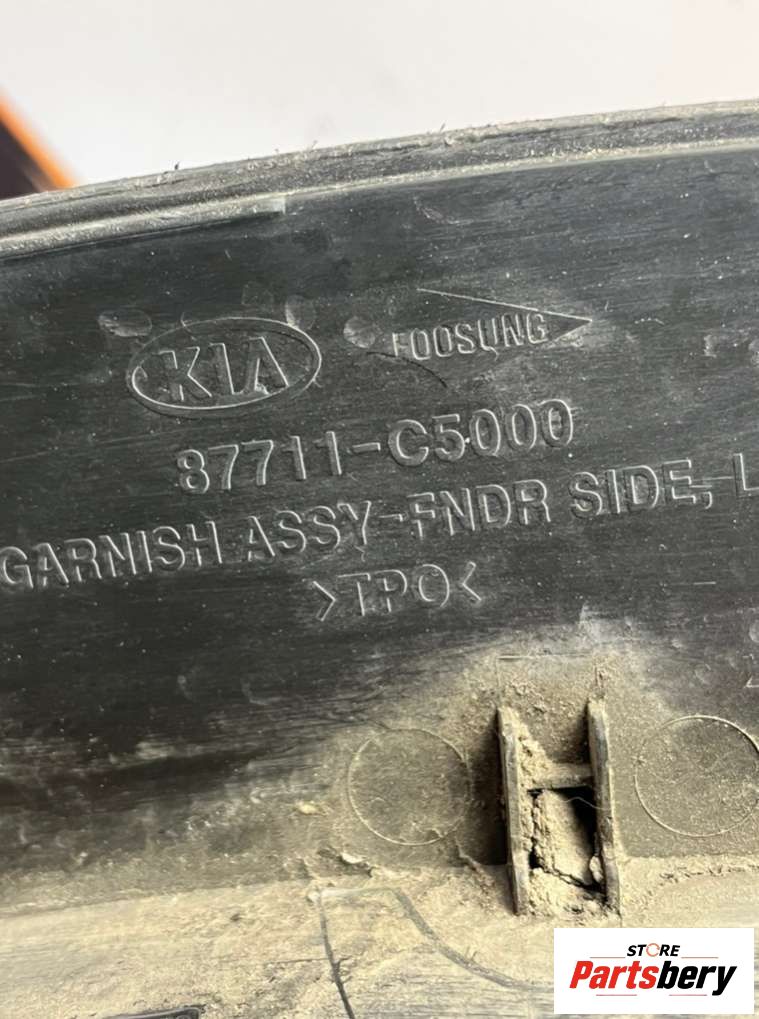 KIA FOOSUNG
87711-C5000
GARNISH ASSY-FNDR SIDE, L
>TPO<
STORE
Partsbery